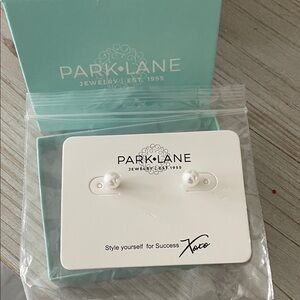 PARK•LANE
JEWELRY | EST. 1955
PARK•LANE
JEWELRY | EST. 1955
Style yourself for Success Xoxo